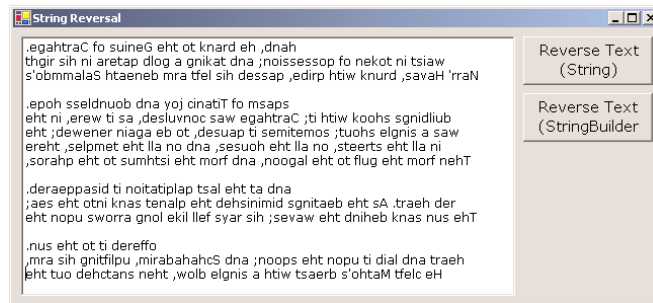 String Reversal
.egahtraC fo suineG eht ot knard eh ,dnah
thgir sih ni aretap dlog a gnikat dna ;noissessop fo nekot ni tsiaw
s'obmmalaS htaeneb mra tfel sih dessap ,edirp htiw knurd ,savaH 'rraN
.epoh sseldnuob dna yoj cinatiT fo msaps
eht ni ,erew ti sa ,desluvnoc saw egahtraC ;ti htiw koohs sgnidliub
eht ;dewener niaga eb ot ,desuap ti semitemos ;tuohs elgnis a saw
ereht ,selpmet eht lla no dna ,sesuoh eht lla no ,steerts eht lla ni
,sorahp eht ot sumhtsi eht morf dna ,noogal eht ot flug eht morf nehT
.deraeppasid ti noitatiplap tsal eht ta dna
;aes eht otni knas tenalp eht dehsinimid sgnitaeb eht sA .traeh der
eht nopu sworra gnol ekil llef syar sih ;sevaw eht dniheb knas nus ehT
.nus eht ot ti dereffo
,mra sih gnitfilpu ,mirabahahcS dna ;noops eht nopu ti dial dna traeh
eht tuo dehctans neht ,wolb elgnis a htiw tsaerb s'ohtaM tfelc eH
Reverse Text
(String)
Reverse Text
(StringBuilder